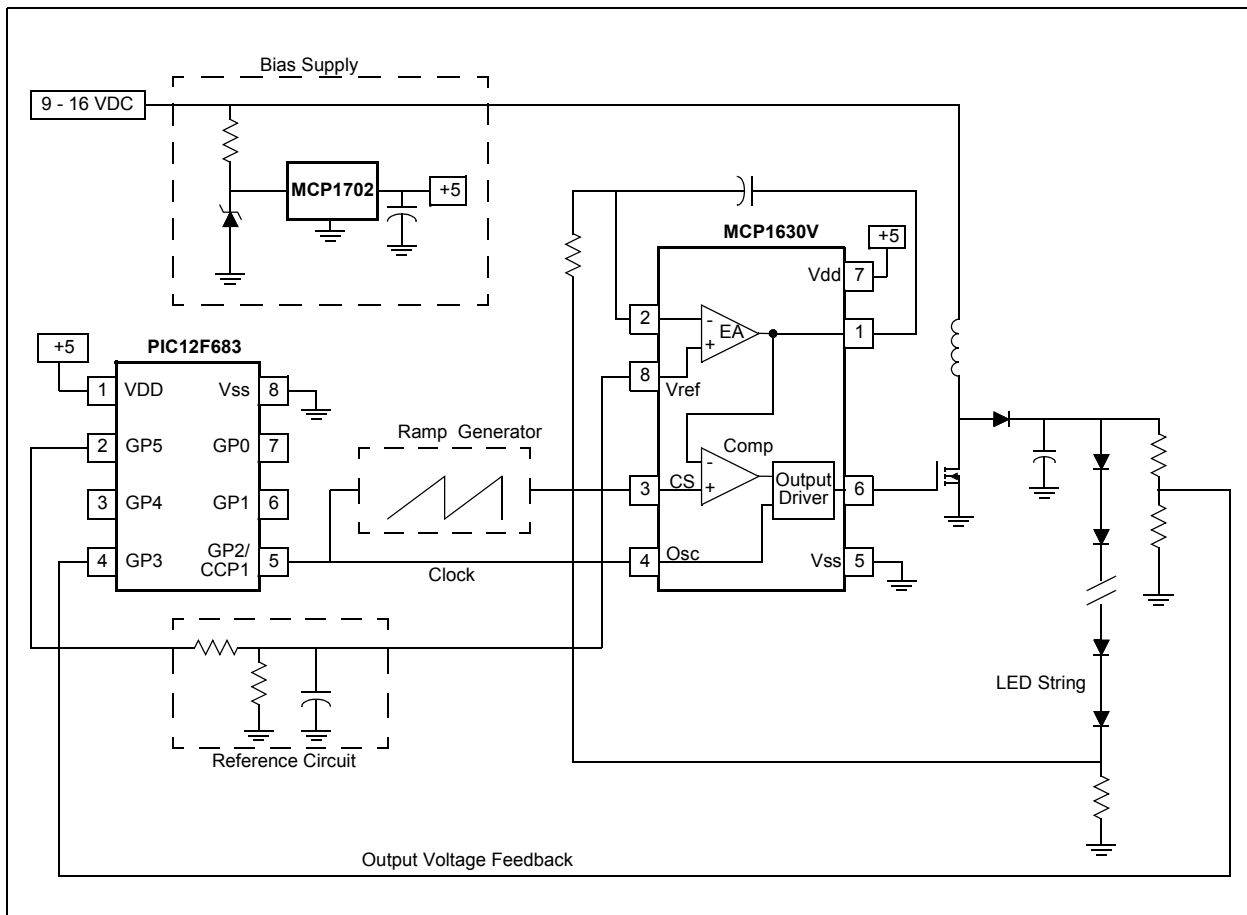 Bias Supply
9 - 16 VDC
MCP1702
+5
MCP1630V
+5
Vdd
7
2
-
EA
+
1
8
Vref
+5
PIC12F683
1
VDD
Vss
8
2
GP5
GP0
7
3
GP4
GP1
6
4
GP3
GP2/
CCP1
5
Ramp Generator
Clock
Comp
-
3
CS
+
Output
Driver
6
4
Osc
Vss
5
LED String
Reference Circuit
Output Voltage Feedback